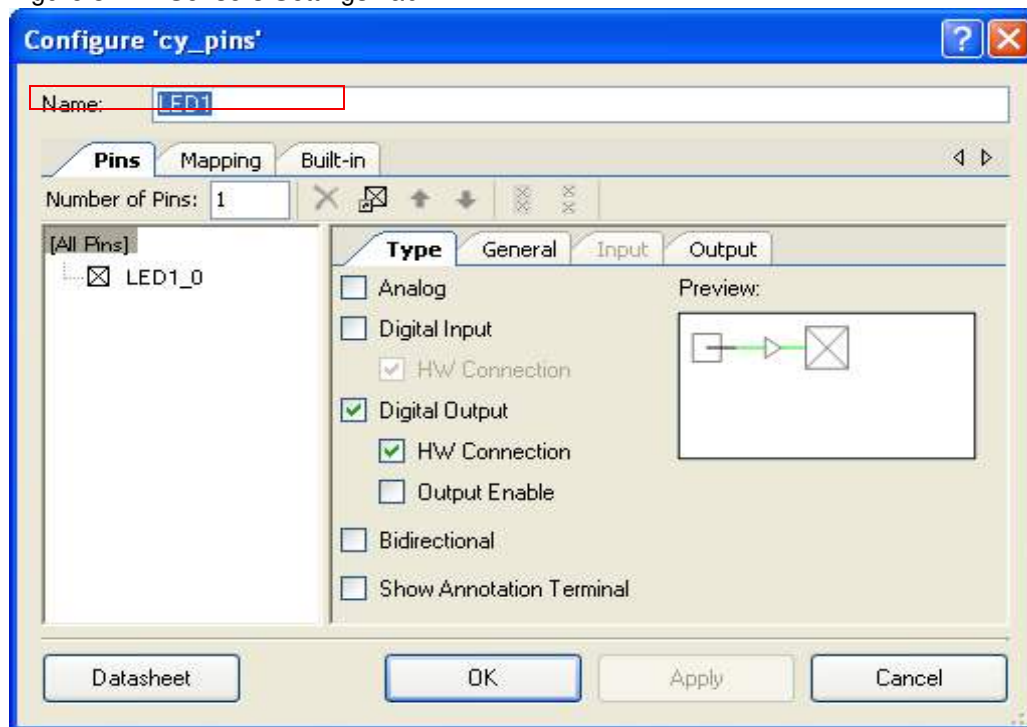 Configure 'cy_pins'
Name: LED1
Pins Mapping Built-in
Number of Pins: 1
[All Pins]
LED1_0
Type General Input Output
Analog
Preview:
Digital Input
HW Connection
Digital Output
HW Connection
Output Enable
Bidirectional
Show Annotation Terminal
Datasheet OK Apply Cancel